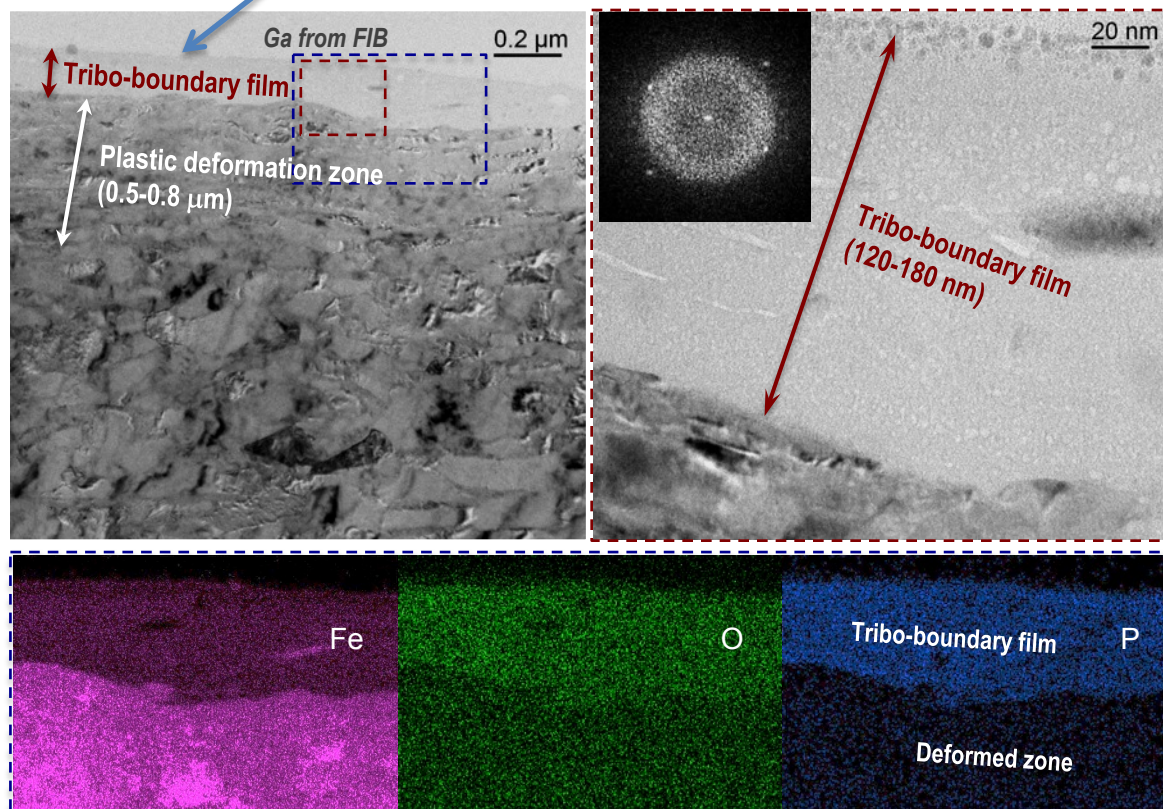 Ga from FIB
0.2 μm
Tribo-boundary film
Plastic deformation zone
(0.5-0.8 μm)
20 nm
Tribo-boundary film
(120-180 nm)
Fe
O
Tribo-boundary film
P
Deformed zone